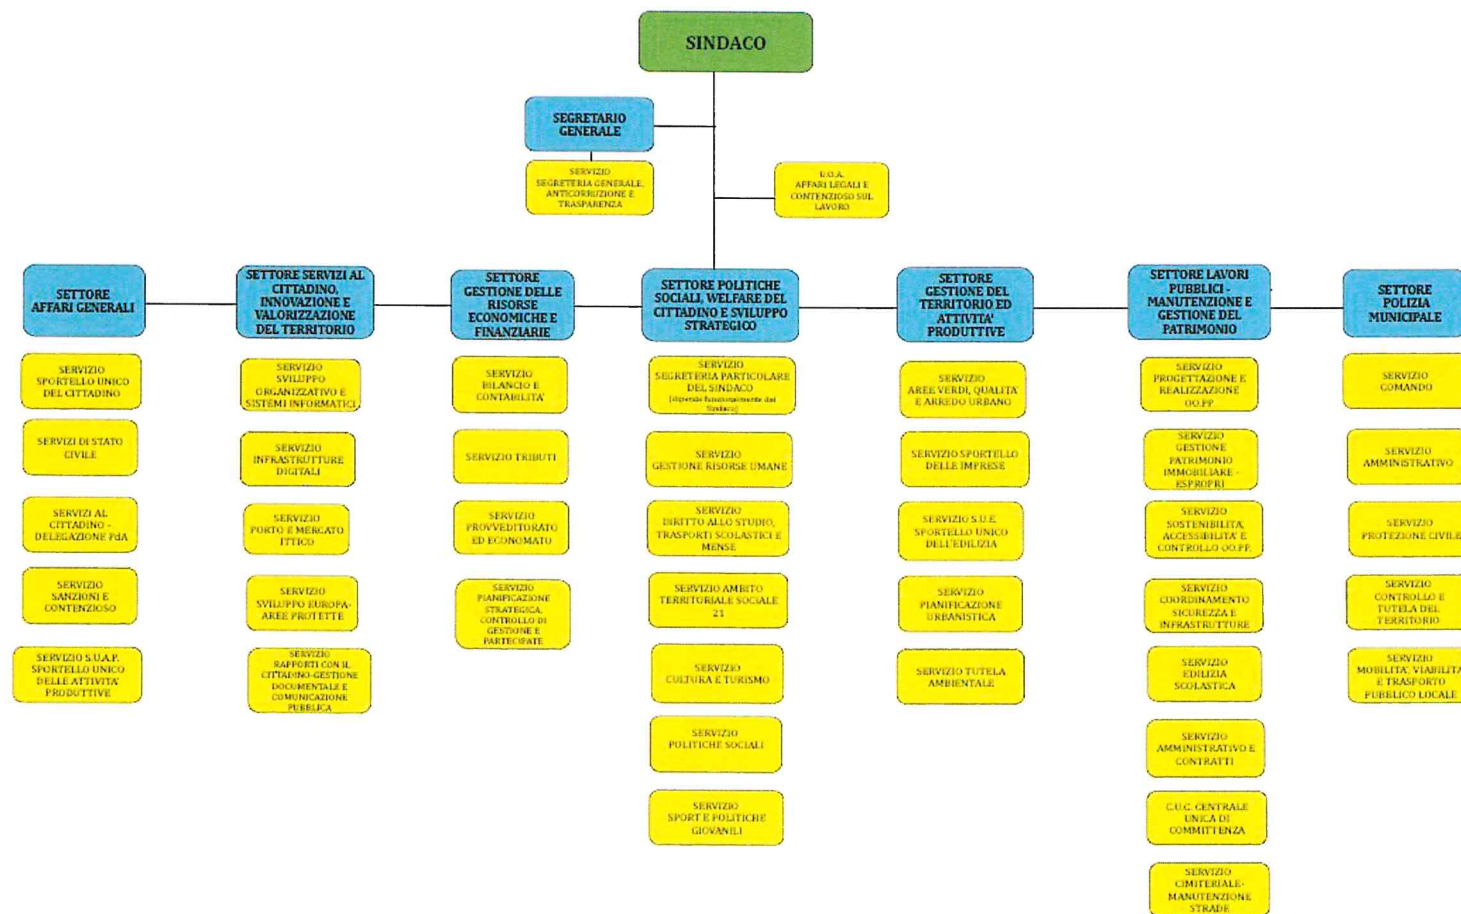 SINDACO
SEGRETARIO
GENERALE
SERVIZIO
SEGRETERIA GENERALE,
ANTICORRUZIONE E
TRASPARENZA
U.O.A.
AFFARI LEGALI E
CONTENZIOSO SUL
LAVORO
SETTORE
AFFARI GENERALI
SERVIZIO
SPORTELLO UNICO
DEL CITTADINO
SERVIZI DI STATO
CIVILE
SERVIZI AL
CITTADINO -
DELEGAZIONE PdA
SERVIZIO
SANZIONI E
CONTENZIOSO
SERVIZIO S.U.A.P.
SPORTELLO UNICO
DELLE ATTIVITA'
PRODUTTIVE
SETTORE SERVIZI AL
CITTADINO,
INNOVAZIONE E
VALORIZZAZIONE
DEL TERRITORIO
SERVIZIO
SVILUPPO
ORGANIZZATIVO E
SISTEMI INFORMATICI
SERVIZIO
INFRASTRUTTURE
DIGITALI
SERVIZIO
PORTO E MERCATO
ITTICO
SERVIZIO
SVILUPPO EUROPA-
AREE PROTETTE
SERVIZIO
RAPPORTI CON IL
CITTADINO-GESTIONE
DOCUMENTALE E
COMUNICAZIONE
PUBBLICA
SETTORE
GESTIONE DELLE
RISORSE
ECONOMICHE E
FINANZIARIE
SERVIZIO
BILANCIO E
CONTABILITA'
SERVIZIO TRIBUTI
SERVIZIO
PROVVEDITORATO
ED ECONOMATO
SERVIZIO
PIANIFICAZIONE
STRATEGICA,
CONTROLLO DI
GESTIONE E
PARTECIPATE
SETTORE POLITICHE
SOCIALI, WELFARE DEL
CITTADINO E SVILUPPO
STRATEGICO
SERVIZIO
SEGRETERIA PARTICOLARE
DEL SINDACO
(dipende funzionalmente dal
Sindaco)
SERVIZIO
GESTIONE RISORSE UMANE
SERVIZIO
DIRITTO ALLO STUDIO,
TRASPORTI SCOLASTICI E
MENSE
SERVIZIO AMBITO
TERRITORIALE SOCIALE
21
SERVIZIO
CULTURA E TURISMO
SERVIZIO
POLITICHE SOCIALI
SERVIZIO
SPORT E POLITICHE
GIOVANILI
SETTORE
GESTIONE DEL
TERRITORIO ED
ATTIVITA'
PRODUTTIVE
SERVIZIO
AREE VERDI, QUALITA'
E ARREDO URBANO
SERVIZIO SPORTELLO
DELLE IMPRESE
SERVIZIO S.U.E.
SPORTELLO UNICO
DELL'EDILIZIA
SERVIZIO
PIANIFICAZIONE
URBANISTICA
SERVIZIO TUTELA
AMBIENTALE
SETTORE LAVORI
PUBBLICI -
MANUTENZIONE E
GESTIONE DEL
PATRIMONIO
SERVIZIO
PROGETTAZIONE E
REALIZZAZIONE
OO.PP.
SERVIZIO
GESTIONE
PATRIMONIO
IMMOBILIARE -
ESPROPRI
SERVIZIO
SOSTENIBILITA',
ACCESSIBILITA' E
CONTROLLO OO.PP.
SERVIZIO
COORDINAMENTO
SICUREZZA E
INFRASTRUTTURE
SERVIZIO
EDILIZIA
SCOLASTICA
SERVIZIO
AMMINISTRATIVO E
CONTRATTI
C.U.C. CENTRALE
UNICA DI
COMMITTENZA
SERVIZIO
CIMITERIALE-
MANUTENZIONE
STRADE
SETTORE
POLIZIA
MUNICIPALE
SERVIZIO
COMANDO
SERVIZIO
AMMINISTRATIVO
SERVIZIO
PROTEZIONE CIVILE
SERVIZIO
CONTROLLO E
TUTELA DEL
TERRITORIO
SERVIZIO
MOBILITA', VIABILITA'
E TRASPORTO
PUBBLICO LOCALE